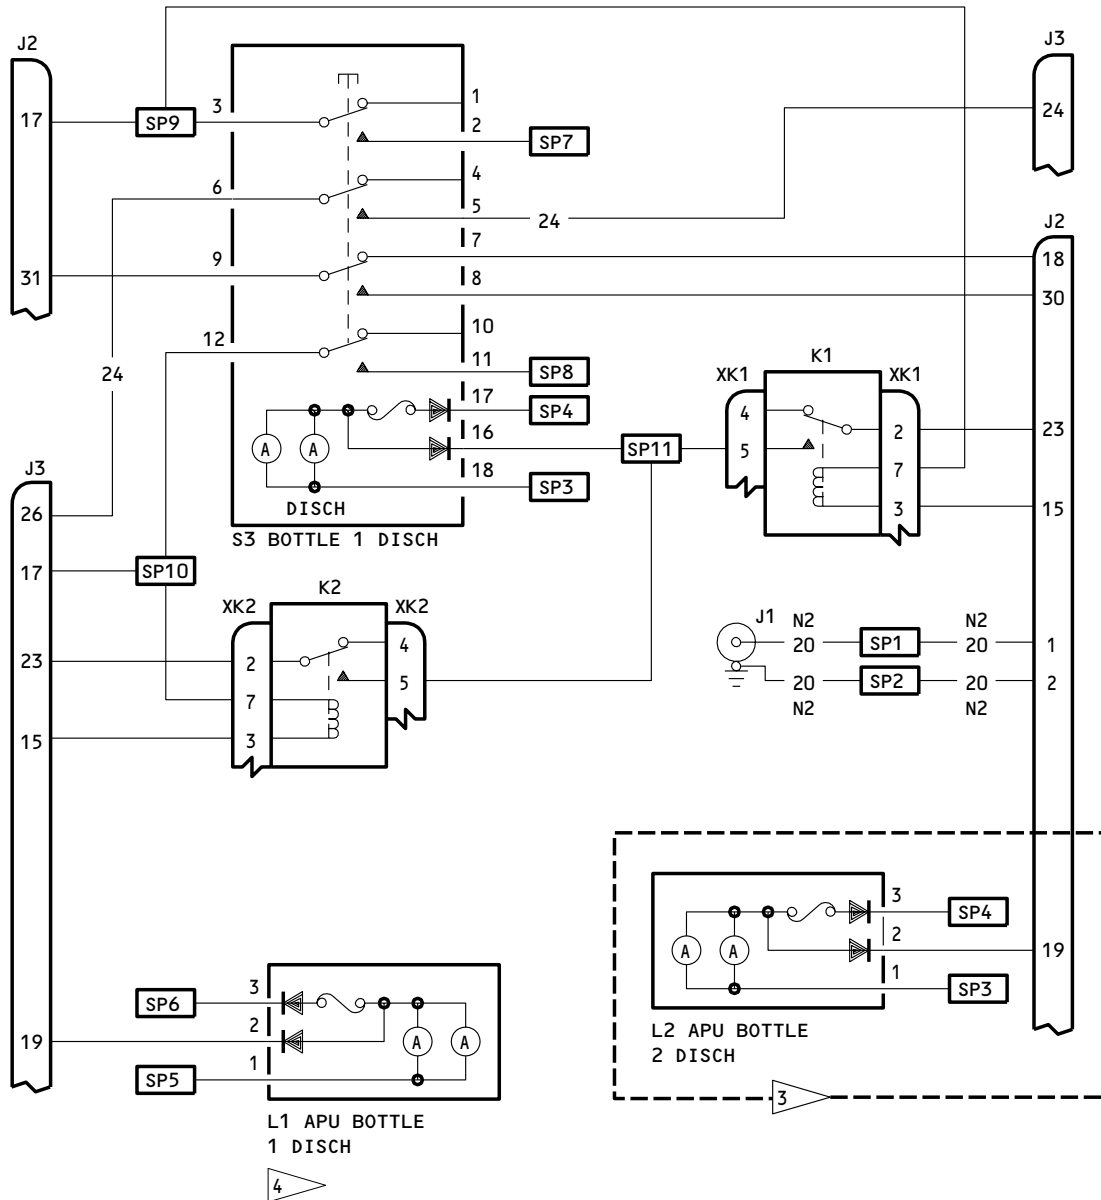 J2
17
SP9
3
1
2
SP7
6
4
5
24
J3
24
J2
31
9
7
8
18
30
12
10
11
SP8
24
17
SP4
16
SP11
18
SP3
A
A
DISCH
S3 BOTTLE 1 DISCH
XK1
K1
XK1
4
5
2
7
3
23
15
J3
26
17
SP10
23
15
XK2
K2
XK2
2
7
3
4
5
J1
N2
20
SP1
N2
20
1
20
N2
SP2
20
N2
2
A
A
3
SP4
2
19
1
SP3
L2 APU BOTTLE
2 DISCH
3
SP6
3
19
2
SP5
1
A
A
L1 APU BOTTLE
1 DISCH
4